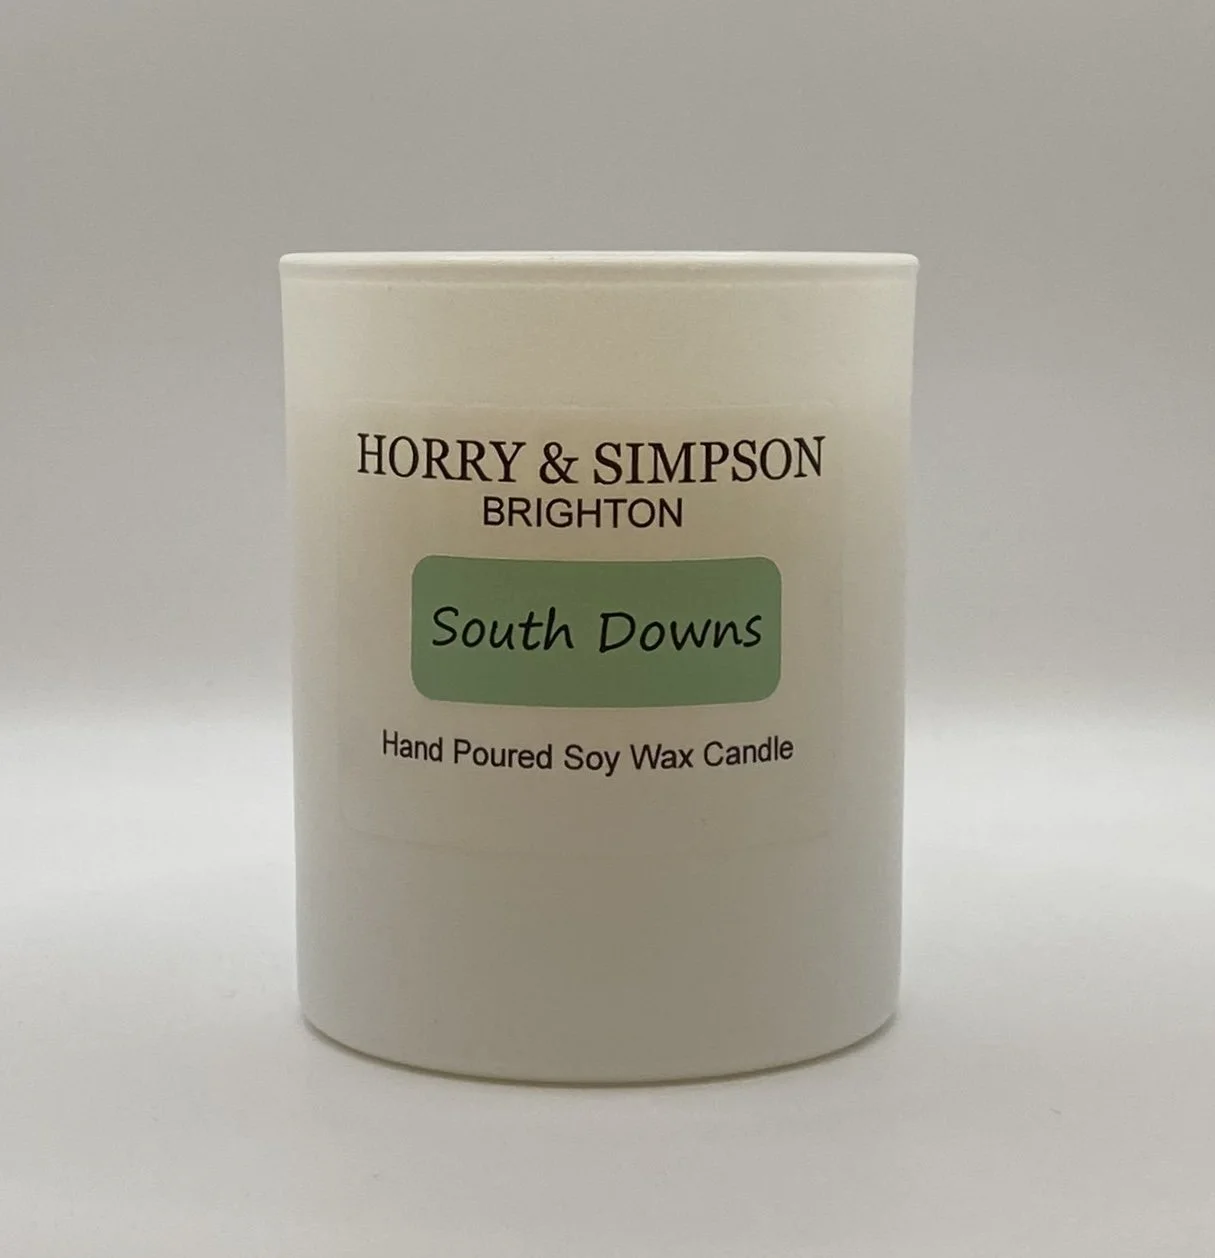 HORRY & SIMPSON
BRIGHTON
South Downs
Hand Poured Soy Wax Candle